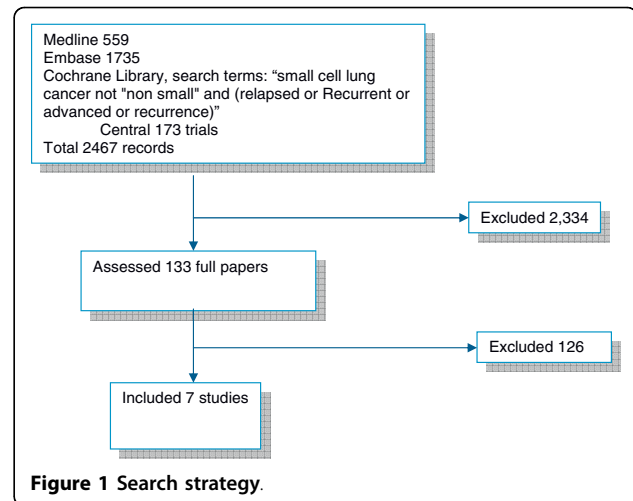 Medline 559
Embase 1735
Cochrane Library, search terms: “small cell lung
cancer not "non small" and (relapsed or Recurrent or
advanced or recurrence)”
Central 173 trials
Total 2467 records
Excluded 2,334
Assessed 133 full papers
Excluded 126
Included 7 studies
Figure 1 Search strategy.